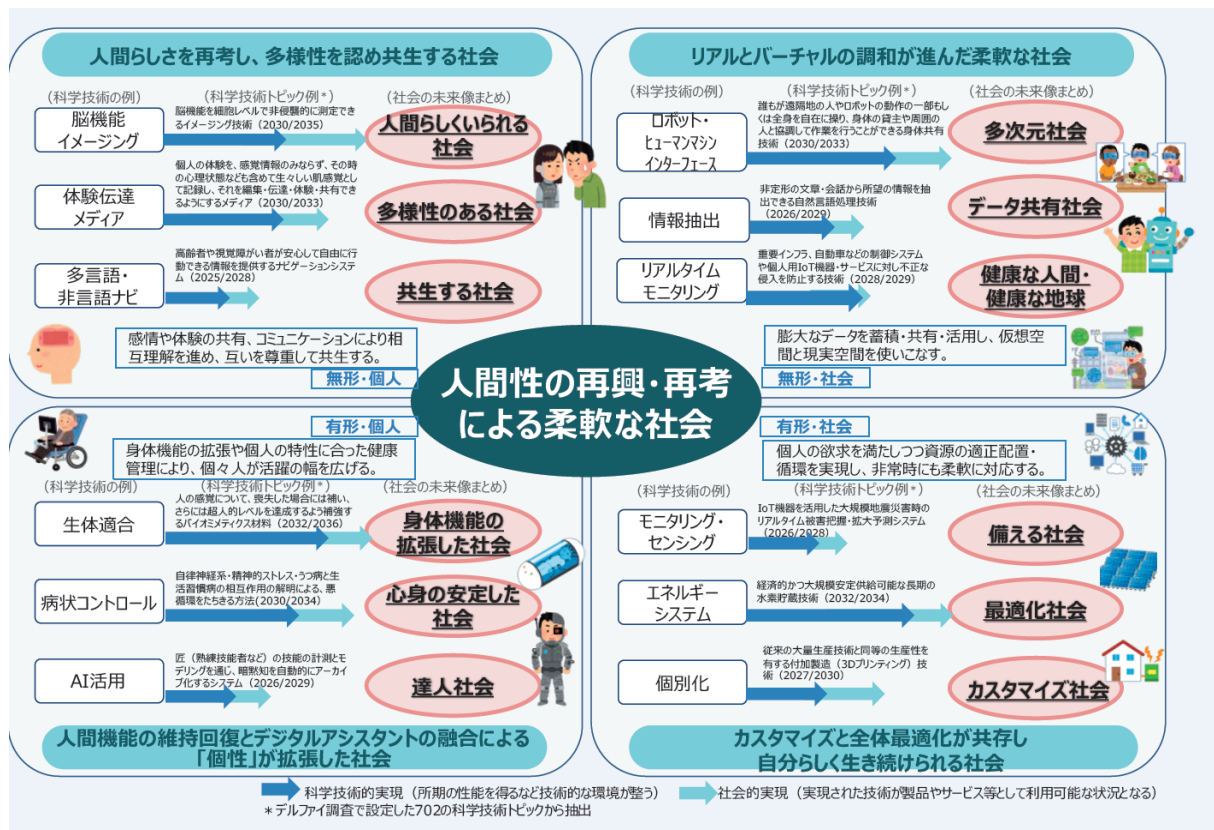 人間らしさを再考し、多様性を認め共生する社会
（科学技術の例）
（科学技術トピック例＊）
（社会の未来像まとめ）
脳機能
イメージング
脳機能を細胞レベルで非侵襲的に測定でき
るイメージング技術（2030/2035）
人間らしくいられる
社会
体験伝達
メディア
個人の体験を、感覚情報のみならず、その時
の心理状態なども含めて生々しい肌感覚とし
て記録し、それを編集・伝達・体験・共有でき
るようにするメディア（2030/2033）
多様性のある社会
多言語・
非言語ナビ
高齢者や視覚障がい者が安心して自由に行
動できる情報を提供するナビゲーションシステ
ム（2025/2028）
共生する社会
感情や体験の共有、コミュニケーションにより相
互理解を進め、互いを尊重して共生する。
無形・個人
リアルとバーチャルの調和が進んだ柔軟な社会
（科学技術の例）
（科学技術トピック例＊）
（社会の未来像まとめ）
ロボット・
ヒューマンマシン
インターフェース
誰もが遠隔地の人やロボットの動作の一部もし
くは全身を自在に操り、身体の貸主や周囲の
人と協調して作業を行うことができる身体共有
技術（2030/2033）
多次元社会
情報抽出
非定形の文章・会話から所望の情報を抽
出できる自然言語処理技術
（2026/2029）
データ共有社会
リアルタイム
モニタリング
重要インフラ、自動車などの制御システム
や個人用IoT機器・サービスに対し不正な
侵入を防止する技術（2028/2029）
健康な人間・
健康な地球
膨大なデータを蓄積・共有・活用し、仮想空
間と現実空間を使いこなす。
無形・社会
人間性の再興・再考
による柔軟な社会
有形・個人
身体機能の拡張や個人の特性に合った健康
管理により、個々人が活躍の幅を広げる。
（科学技術の例）
（科学技術トピック例＊）
（社会の未来像まとめ）
生体適合
人の感覚について、喪失した場合には補い、
さらには超人的レベルを達成するよう補強す
るバイオミメティクス材料（2032/2036）
身体機能の
拡張した社会
病状コントロール
自律神経系・精神的ストレス・うつ病と生
活習慣病の相互作用の解明による、悪
循環をたちきる方法(2030/2034）
心身の安定した
社会
AI活用
匠（熟練技能者など）の技能の計測とモ
デリングを通じ、暗黙知を自動的にアーカイ
ブ化するシステム（2026/2029）
達人社会
人間機能の維持回復とデジタルアシスタントの融合による
「個性」が拡張した社会
有形・社会
個人の欲求を満たしつつ資源の適正配置・
循環を実現し、非常時にも柔軟に対応する。
（科学技術の例）
（科学技術トピック例＊）
（社会の未来像まとめ）
モニタリング・
センシング
IoT機器を活用した大規模地震災害時の
リアルタイム被害把握・拡大予測システム
（2026/2028）
備える社会
エネルギー
システム
経済的かつ大規模安定供給可能な長期の
水素貯蔵技術（2032/2034）
最適化社会
個別化
従来の大量生産技術と同等の生産性を
有する付加製造（3Dプリンティング）技
術（2027/2030）
カスタマイズ社会
カスタマイズと全体最適化が共存し
自分らしく生き続けられる社会
科学技術的実現（所期の性能を得るなど技術的な環境が整う）
社会的実現（実現された技術が製品やサービス等として利用可能な状況となる）
＊デルファイ調査で設定した702の科学技術トピックから抽出